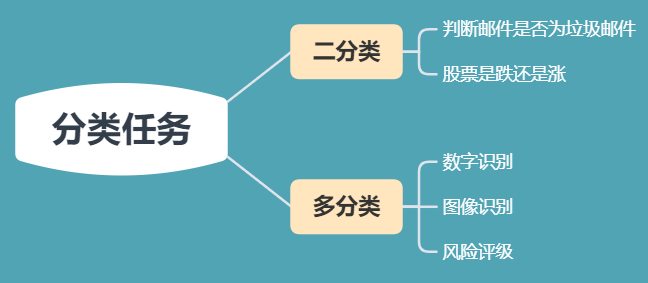 分类任务
二分类
判断邮件是否为垃圾邮件
股票是跌还是涨
多分类
数字识别
图像识别
风险评级